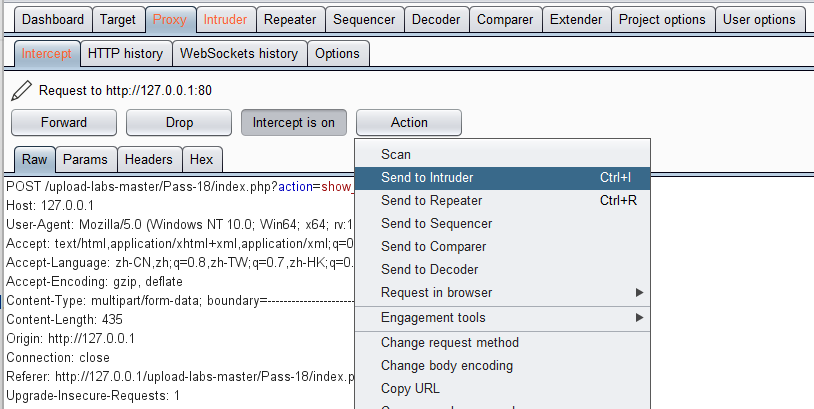 Dashboard Target Proxy Intruder Repeater Sequencer Decoder Comparer Extender Project options User options
Intercept HTTP history WebSockets history Options
Request to http://127.0.0.1:80
Forward Drop Intercept is on Action
Raw Params Headers Hex
Scan
Send to Intruder Ctrl+I
Send to Repeater Ctrl+R
Send to Sequencer
Send to Comparer
Send to Decoder
Request in browser
Engagement tools
Change request method
Change body encoding
Copy URL
POST /upload-labs-master/Pass-18/index.php?action=show_
Host: 127.0.0.1
User-Agent: Mozilla/5.0 (Windows NT 10.0; Win64; x64; rv:1
Accept: text/html,application/xhtml+xml,application/xml;q=0
Accept-Language: zh-CN,zh;q=0.8,zh-TW;q=0.7,zh-HK;q=0.
Accept-Encoding: gzip, deflate
Content-Type: multipart/form-data; boundary=-----------------------
Content-Length: 435
Origin: http://127.0.0.1
Connection: close
Referer: http://127.0.0.1/upload-labs-master/Pass-18/index.p
Upgrade-Insecure-Requests: 1